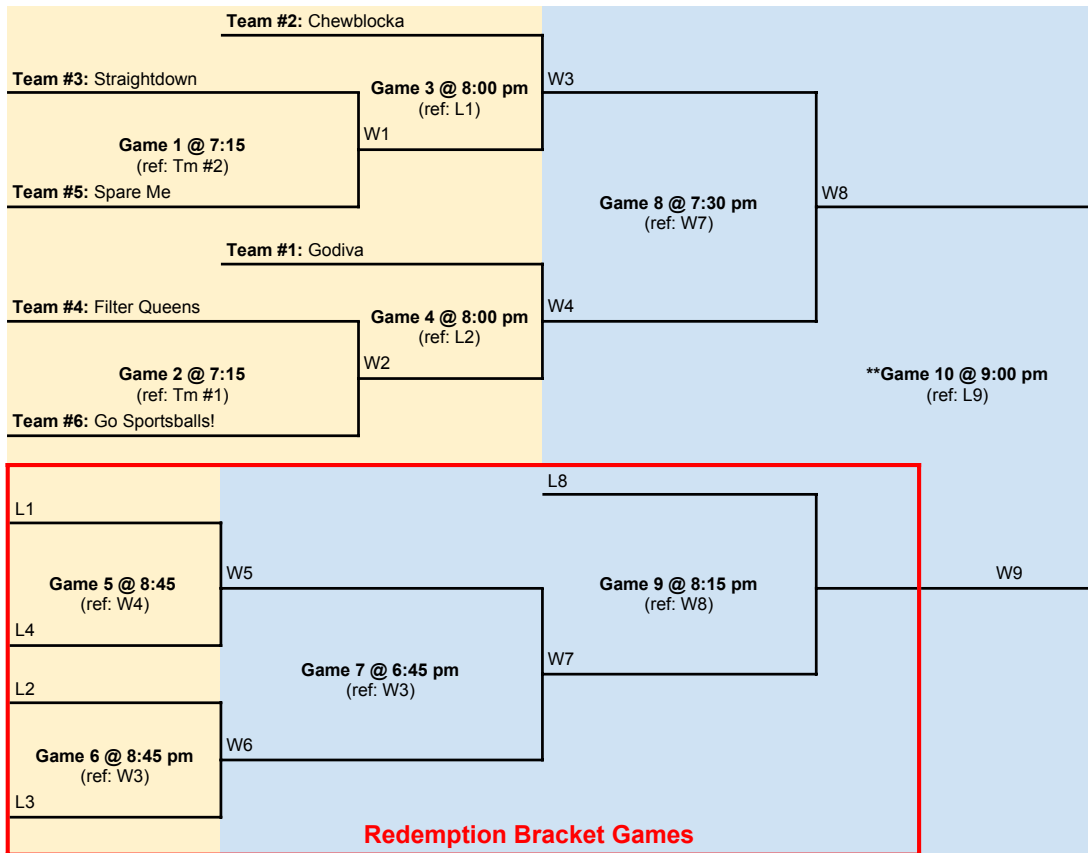 Team #2: Chewblocka
Team #3: Straightdown
Game 3 @ 8:00 pm
(ref: L1)
W3
W1
Game 1 @ 7:15
(ref: Tm #2)
Team #5: Spare Me
Game 8 @ 7:30 pm
(ref: W7)
W8
Team #1: Godiva
Team #4: Filter Queens
Game 4 @ 8:00 pm
(ref: L2)
W4
W2
Game 2 @ 7:15
(ref: Tm #1)
**Game 10 @ 9:00 pm
(ref: L9)
Team #6: Go Sportsballs!
L8
L1
Game 5 @ 8:45
(ref: W4)
W5
Game 9 @ 8:15 pm
(ref: W8)
W9
L4
Game 7 @ 6:45 pm
(ref: W3)
W7
L2
Game 6 @ 8:45 pm
(ref: W3)
W6
L3
Redemption Bracket Games